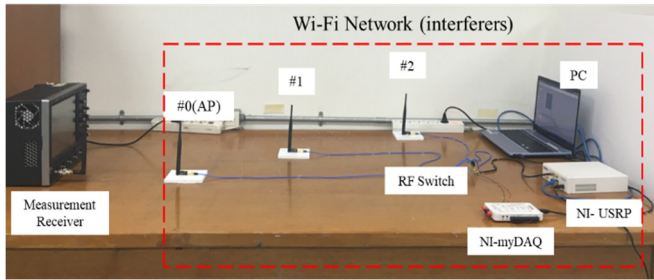 Wi-Fi Network (interferers)
#2
PC
#1
#0(AP)
RF Switch
Measurement
Receiver
NI- USRP
NI-myDAQ